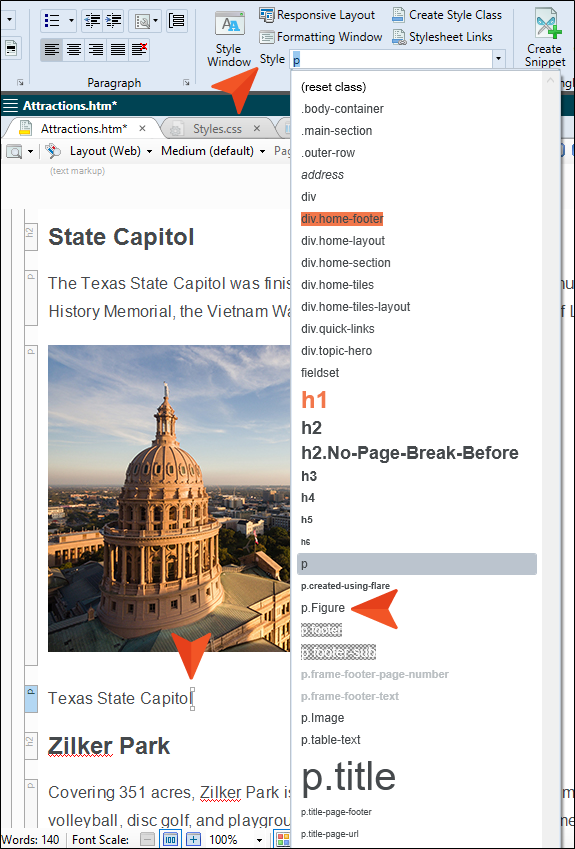 Responsive Layout
Create Style Class
Formatting Window
Stylesheet Links
Style
Window
Style p
Create
Snippet
Paragraph
Attractions.htm*
Attractions.htm*
Styles.css
Layout (Web)
Medium (default)
(text markup)
(reset class)
.body-container
.main-section
.outer-row
address
div
div.home-footer
div.home-layout
div.home-section
div.home-tiles
div.home-tiles-layout
div.quick-links
div.topic-hero
fieldset
h1
h2
h2.No-Page-Break-Before
h3
h4
h5
h6
p
p.created-using-flare
p.Figure
p.footer
p.footer-sub
p.frame-footer-page-number
p.frame-footer-text
p.Image
p.table-text
p.title
p.title-page-footer
p.title-page-url
h2
State Capitol
p
The Texas State Capitol was finis
History Memorial, the Vietnam Wa
p
p
Texas State Capitol
h2
Zilker Park
p
Covering 351 acres, Zilker Park is
volleyball, disc golf, and playgrou
Words: 140
Font Scale:
100
100%